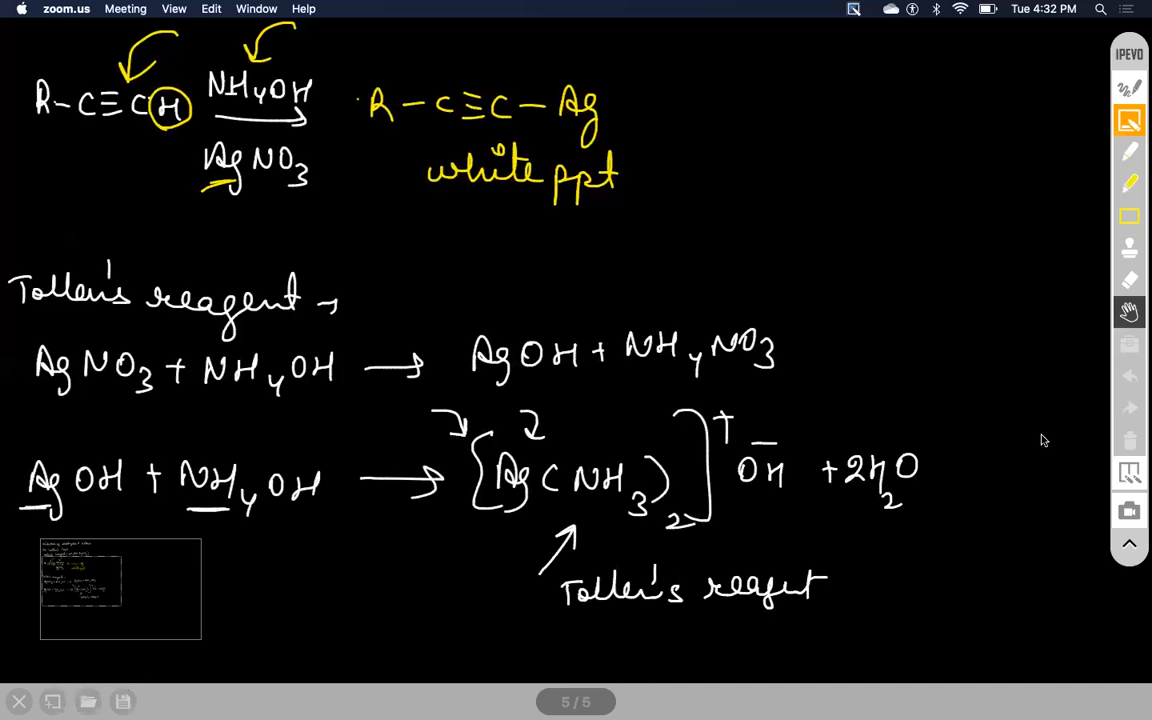 zoom.us Meeting View Edit Window Help Tue 4:32 PM
IPEVO
R-C≡CH NH4OH → AgNO3 R-C≡C-Ag
white ppt
Tollen's reagent →
AgNO3 + NH4OH → AgOH + NH4NO3
AgOH + NH4OH → [Ag(NH3)2]+ OH- + 2H2O
Tollen's reagent
5/5